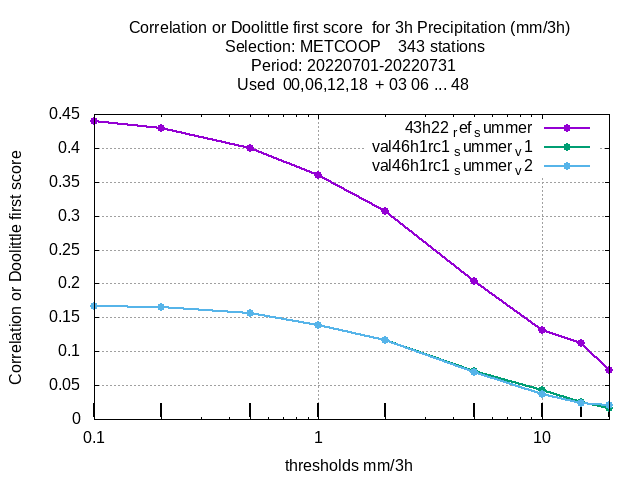 Correlation or Doolittle first score  for 3h Precipitation (mm/3h)
Selection: METCOOP    343 stations
Period: 20220701-20220731
Used  00,06,12,18  + 03 06 ... 48
43h22 ref summer
val46h1rc1 summer v1
val46h1rc1 summer v2
Correlation or Doolittle first score
0.45
0.4
0.35
0.3
0.25
0.2
0.15
0.1
0.05
0
0.1 1 10
thresholds mm/3h